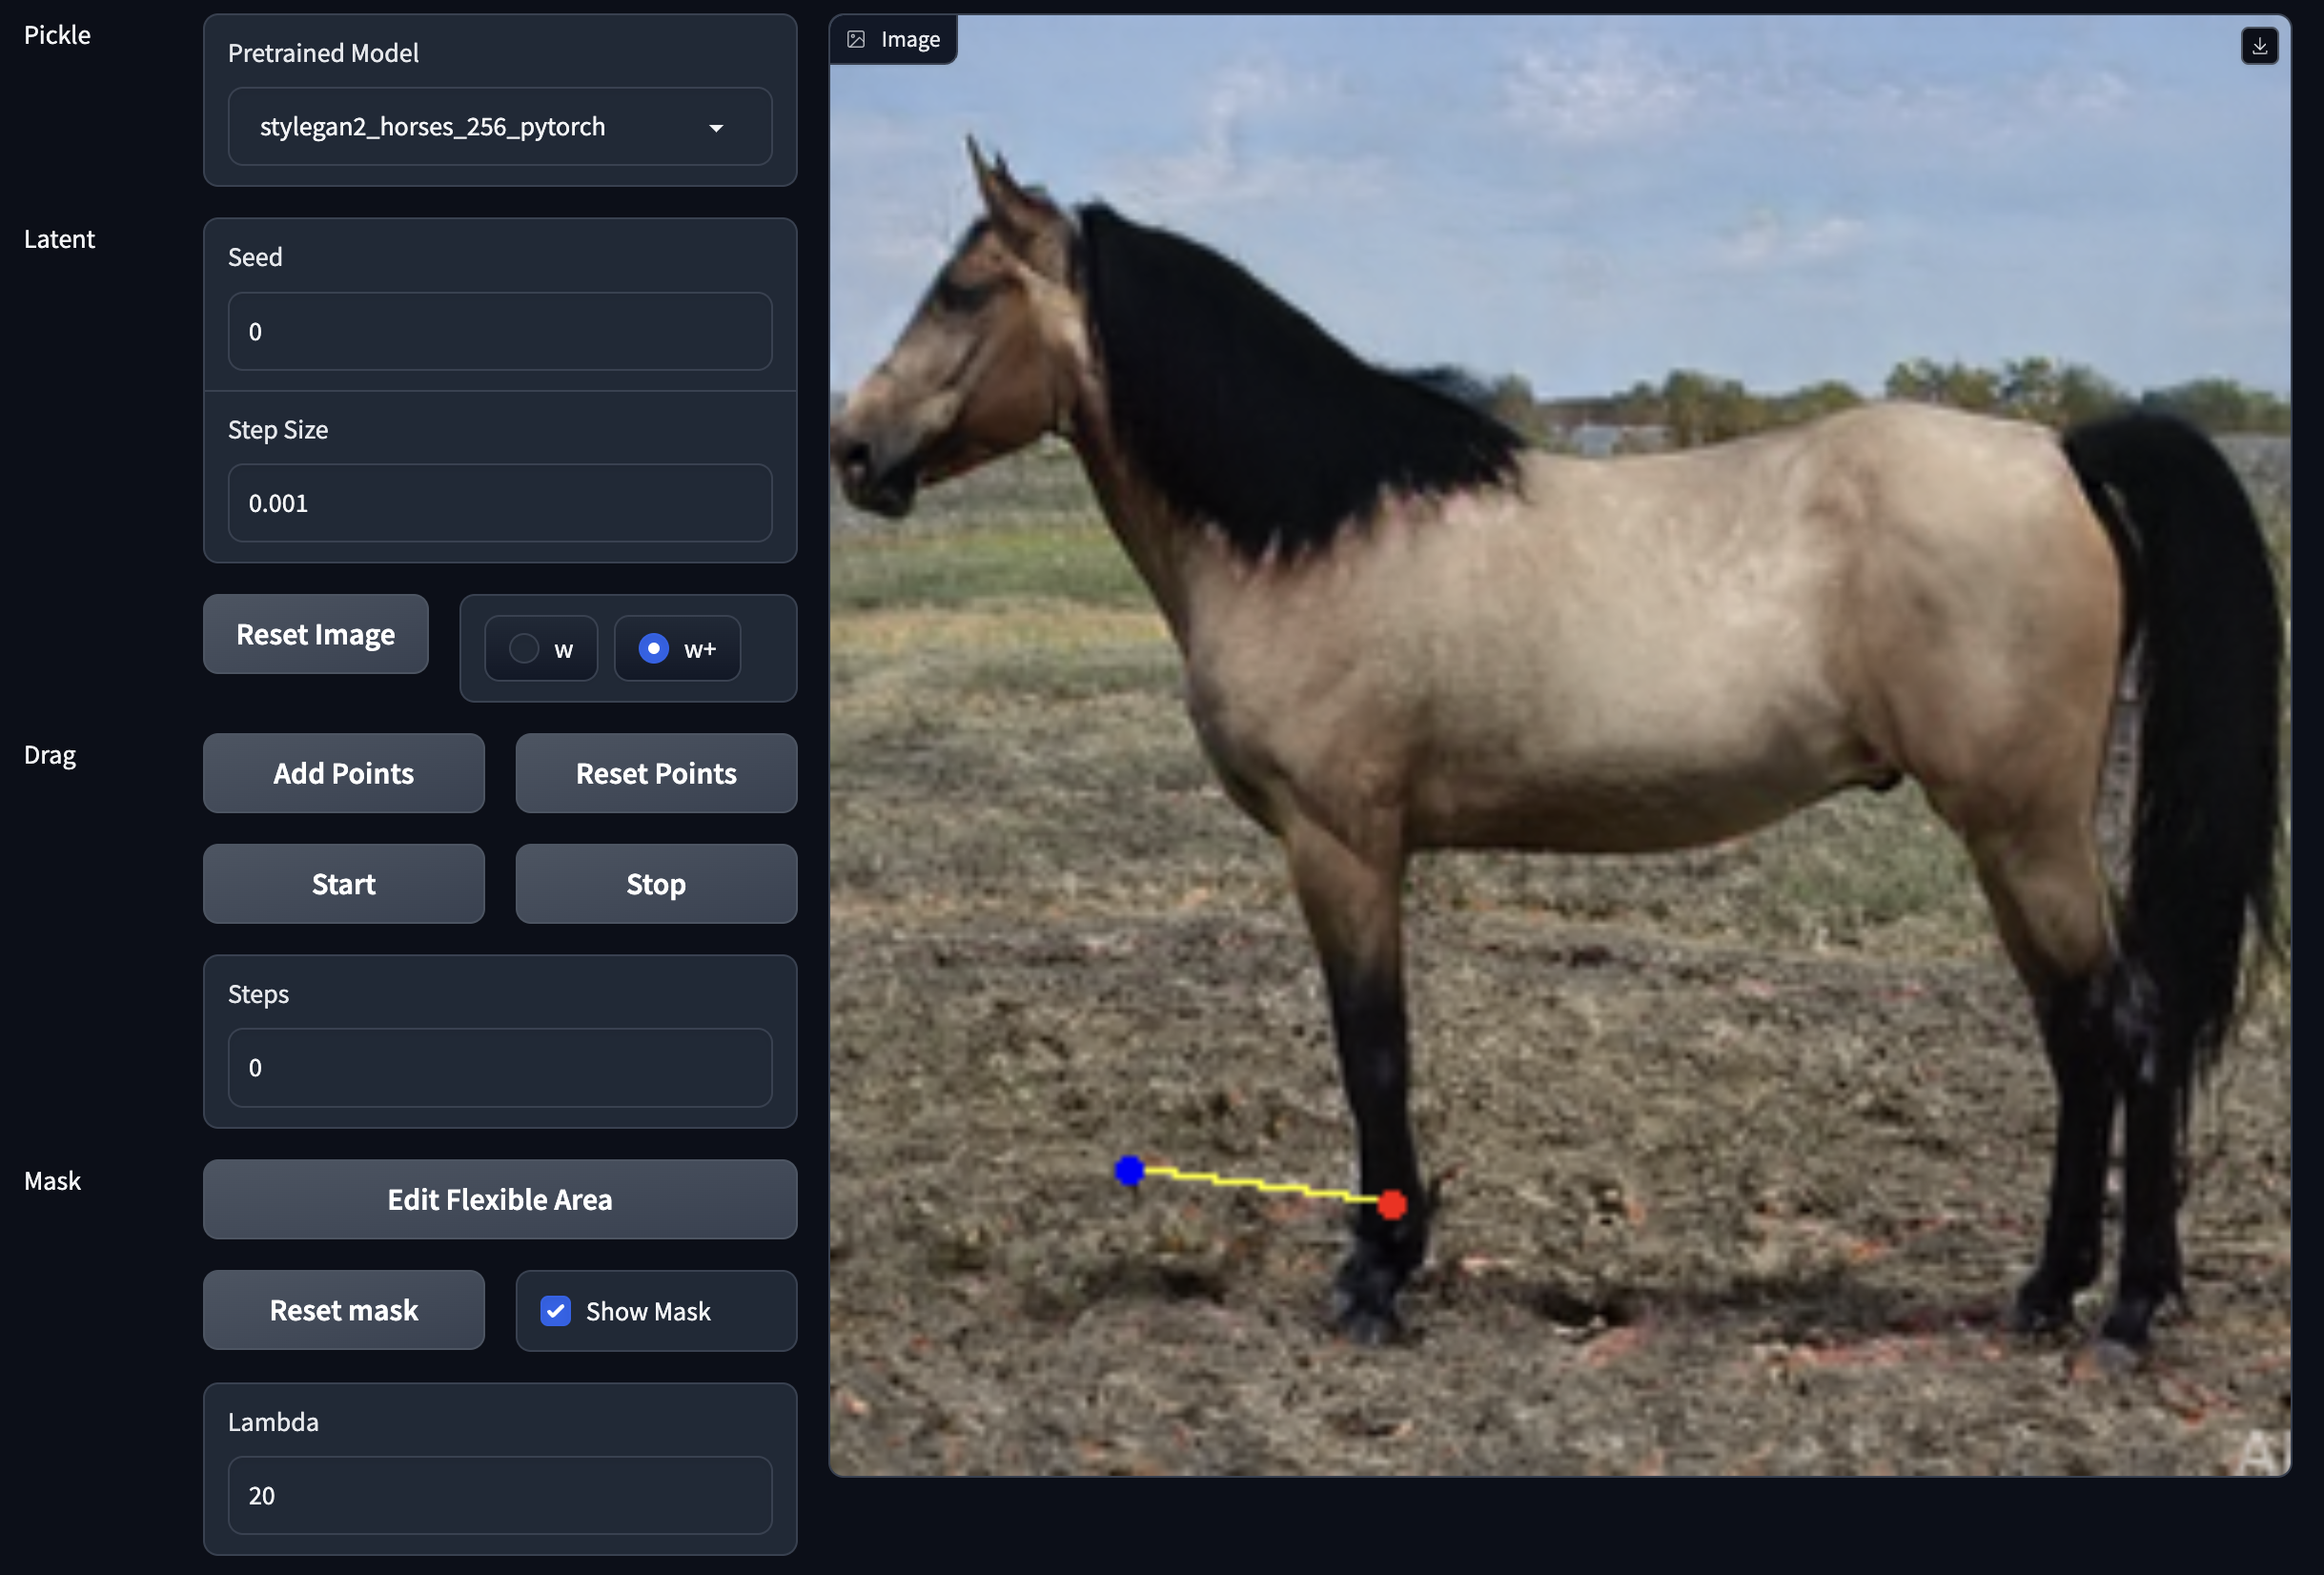 Pickle
Pretrained Model
stylegan2_horses_256_pytorch
Latent
Seed
0
Step Size
0.001
Reset Image
w
w+
Drag
Add Points
Reset Points
Start
Stop
Steps
0
Mask
Edit Flexible Area
Reset mask
Show Mask
Lambda
20
Image
A